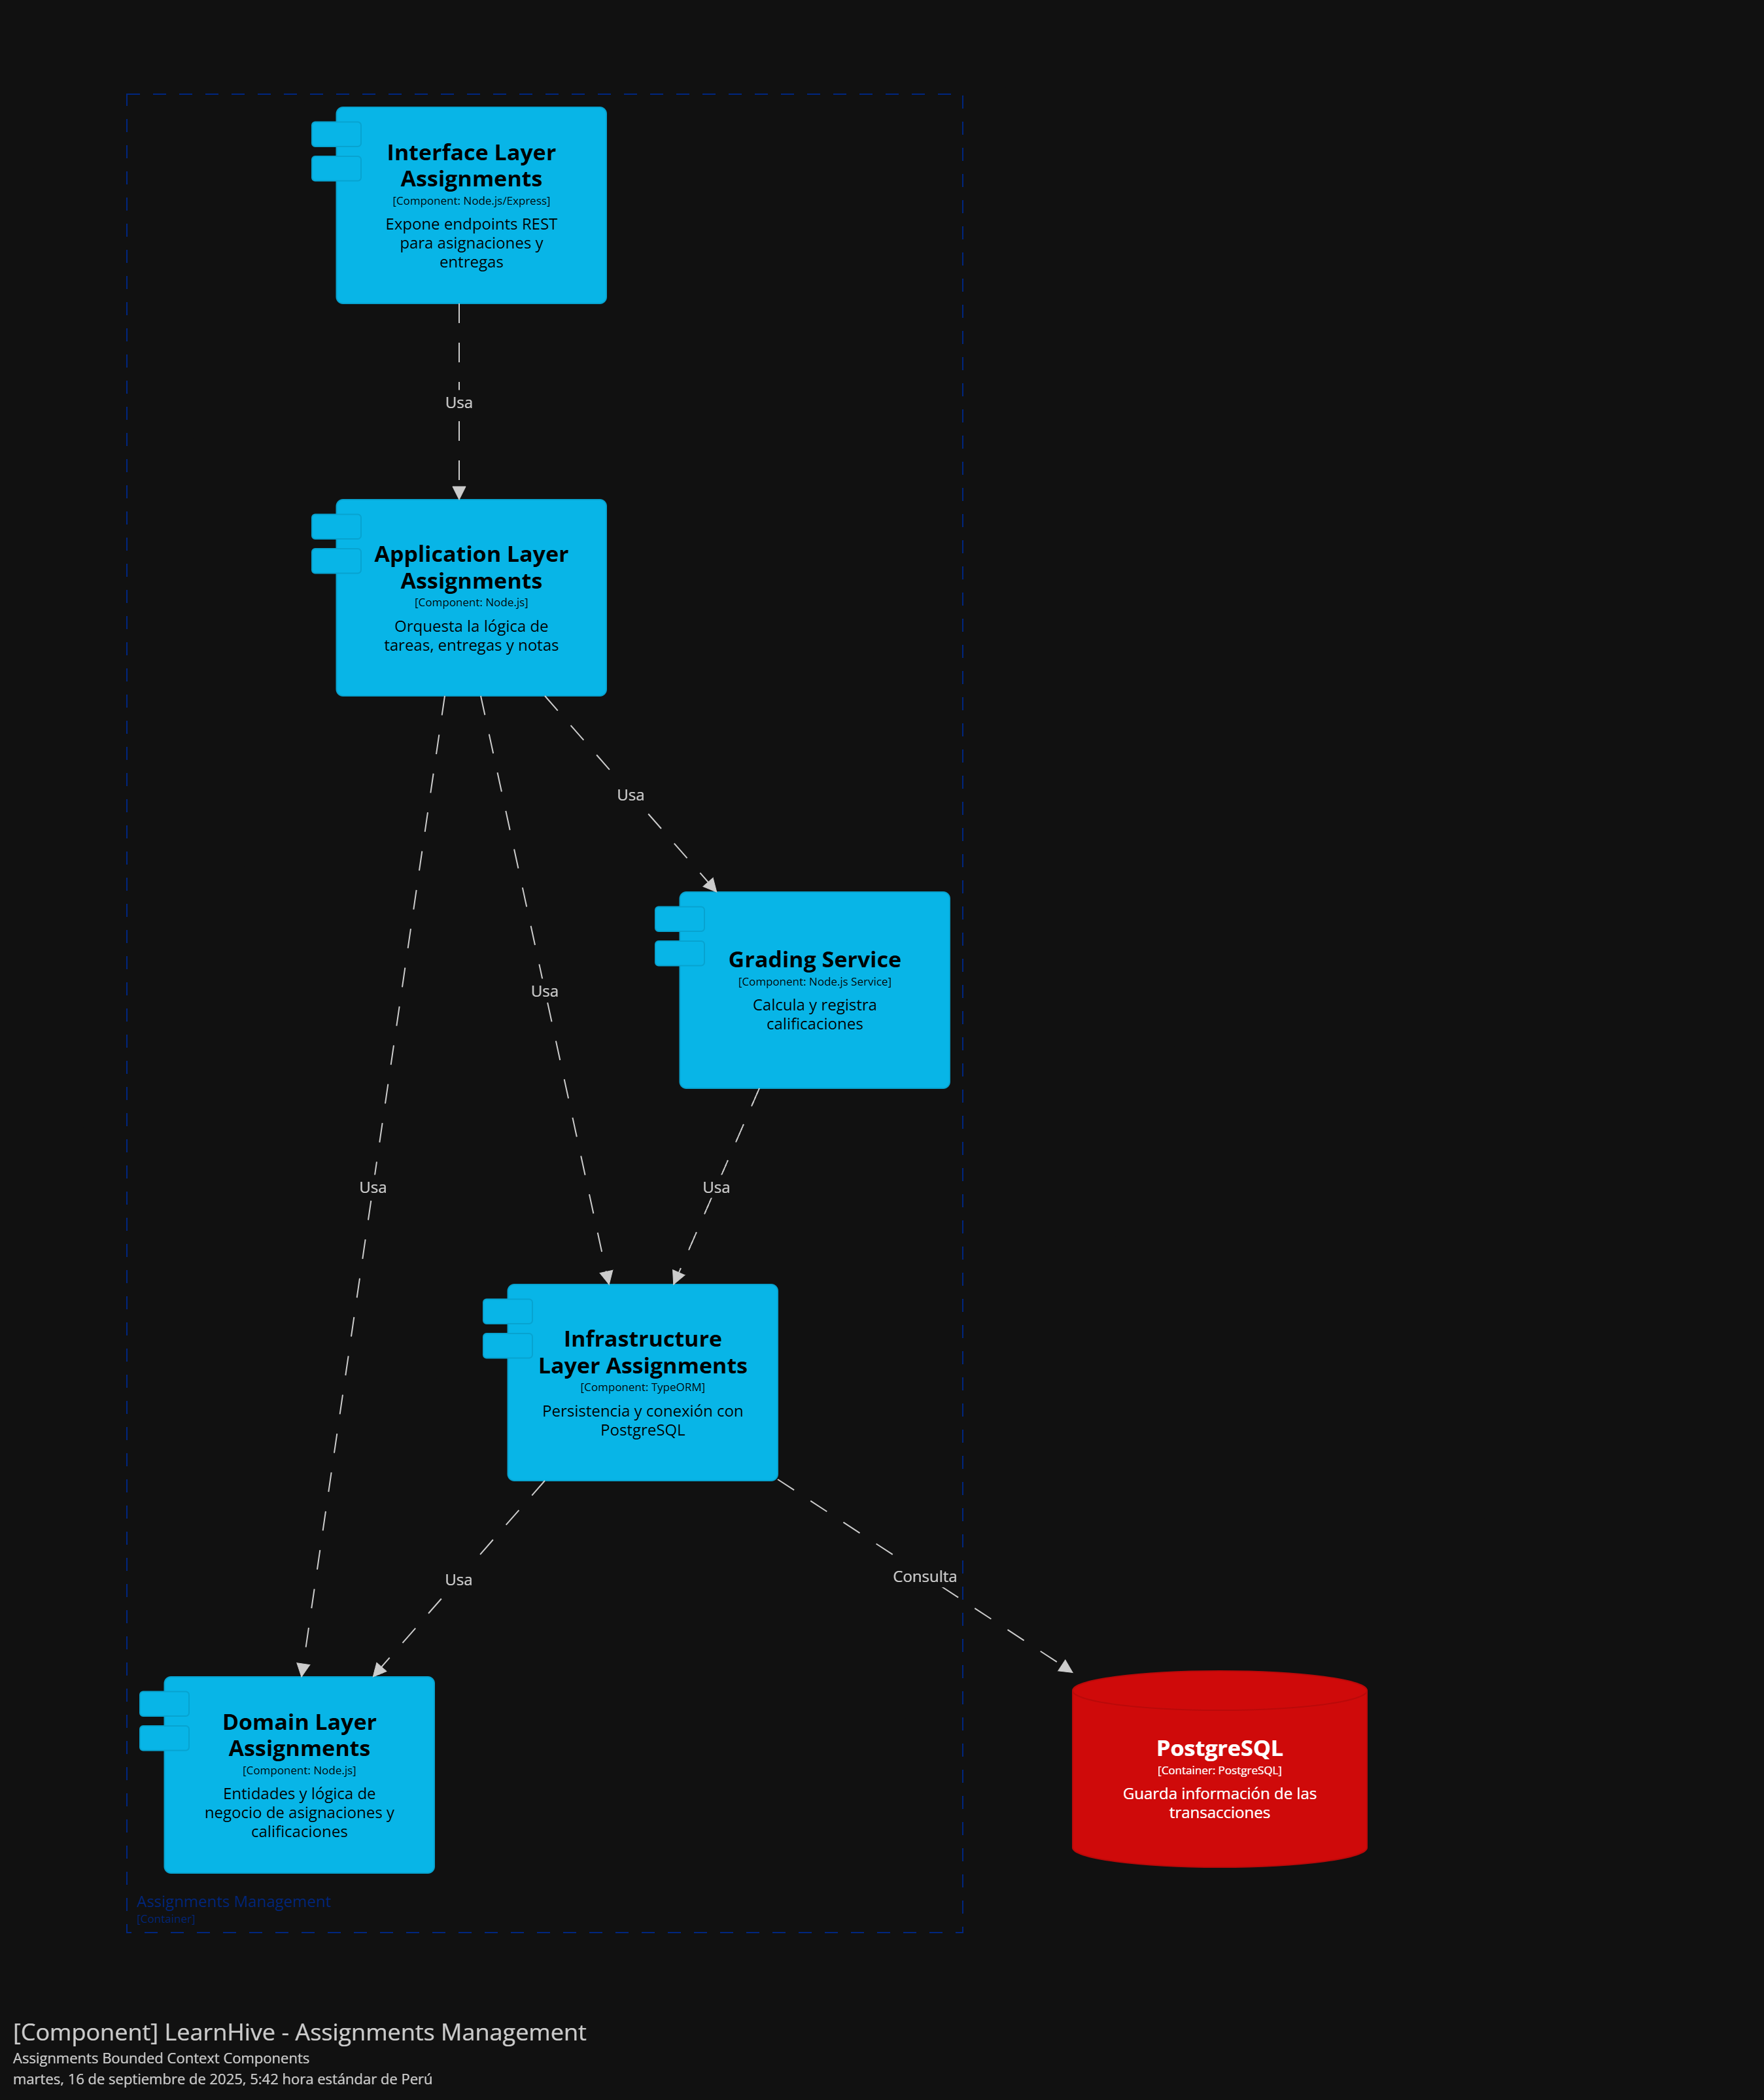 Interface Layer
Assignments
[Component: Node.js/Express]
Expone endpoints REST
para asignaciones y
entregas
Usa
Application Layer
Assignments
[Component: Node.js]
Orquesta la lógica de
tareas, entregas y notas
Usa
Grading Service
[Component: Node.js Service]
Calcula y registra
calificaciones
Usa
Usa
Usa
Infrastructure
Layer Assignments
[Component: TypeORM]
Persistencia y conexión con
PostgreSQL
Usa
Consulta
Domain Layer
Assignments
[Component: Node.js]
Entidades y lógica de
negocio de asignaciones y
calificaciones
PostgreSQL
[Container: PostgreSQL]
Guarda información de las
transacciones
Assignments Management
[Container]
[Component] LearnHive - Assignments Management
Assignments Bounded Context Components
martes, 16 de septiembre de 2025, 5:42 hora estándar de Perú